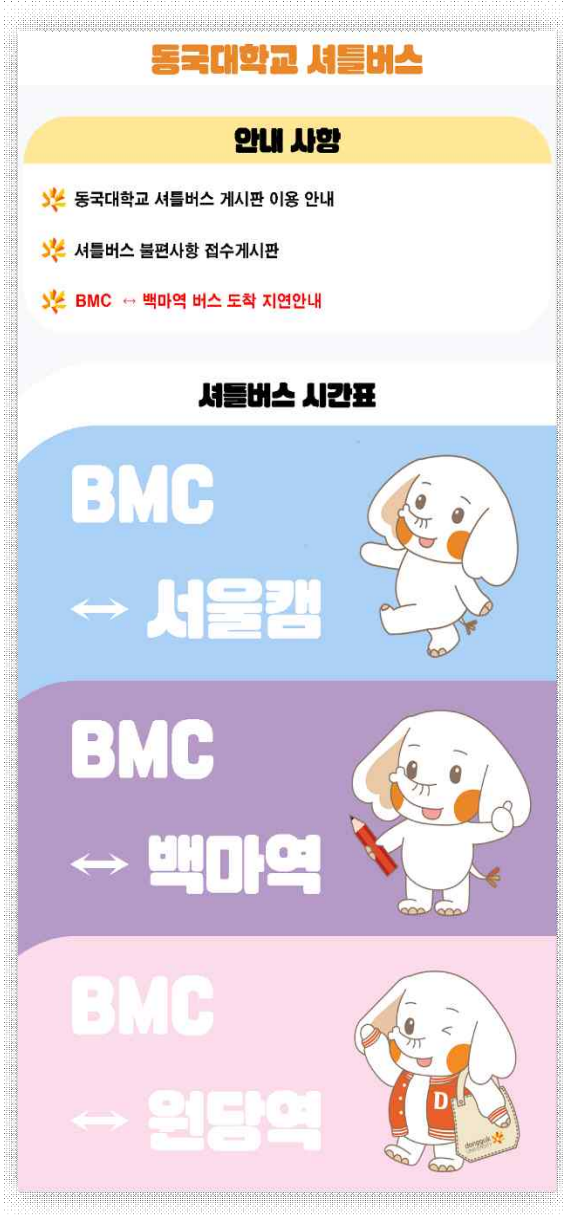 동국대학교 셔틀버스
안내 사항
동국대학교 셔틀버스 게시판 이용 안내
셔틀버스 불편사항 접수게시판
BMC ↔ 백마역 버스 도착 지연안내
셔틀버스 시간표
BMC
↔ 서울캠
BMC
↔ 백마역
BMC
↔ 원당역
D
dongguk
UNIVERSITY